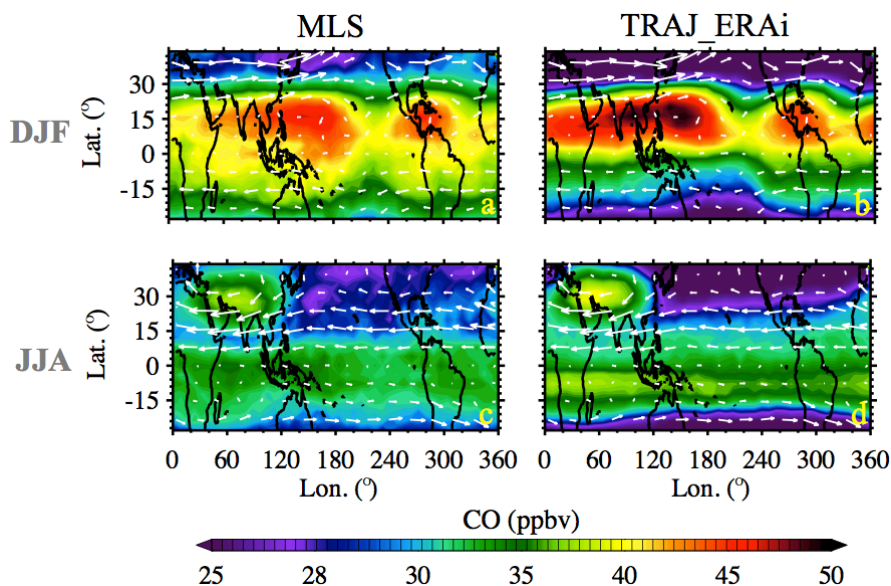 MLS TRAJ_ERAi
DJF
Lat. (°)
30
15
0
-15
a
b
JJA
Lat. (°)
30
15
0
-15
c
d
0 60 120 180 240 300 360 0 60 120 180 240 300 360
Lon. (°) Lon. (°)
CO (ppbv)
25 28 30 35 40 45 50